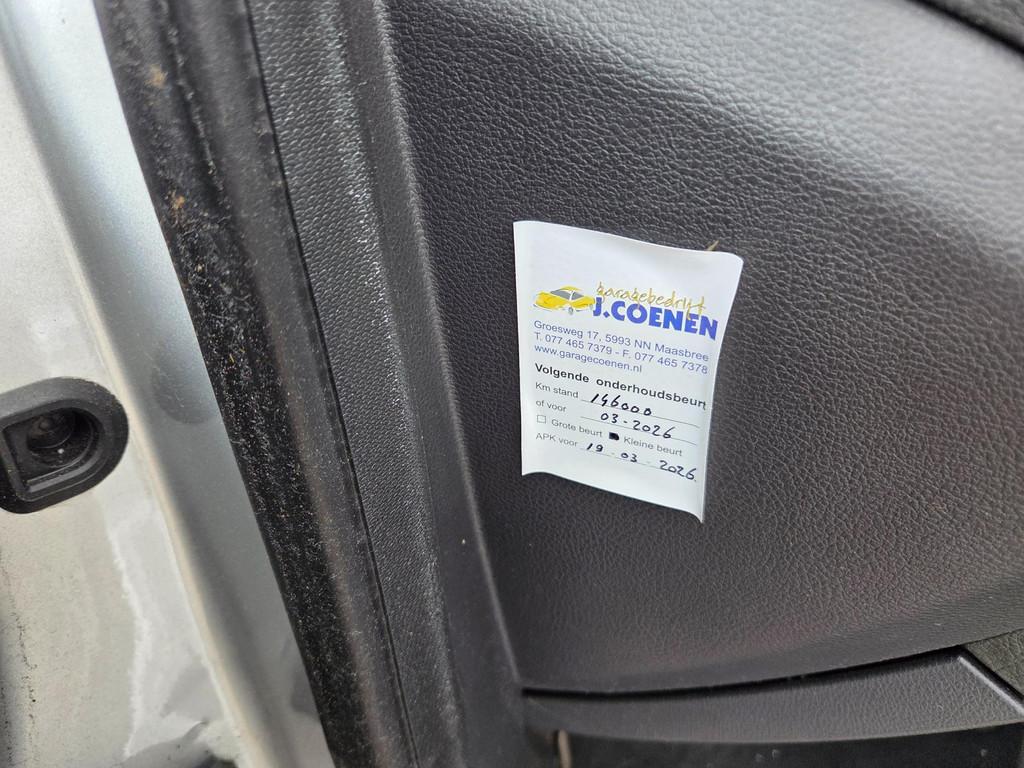 garagebedrijf
J.COENEN
Groesweg 17, 5993 NN Maasbree
T. 077 465 7379 - F. 077 465 7378
www.garagecoenen.nl
Volgende onderhoudsbeurt
Km stand 146000
of voor 03-2026
Grote beurt Kleine beurt
APK voor 19-03-2026.